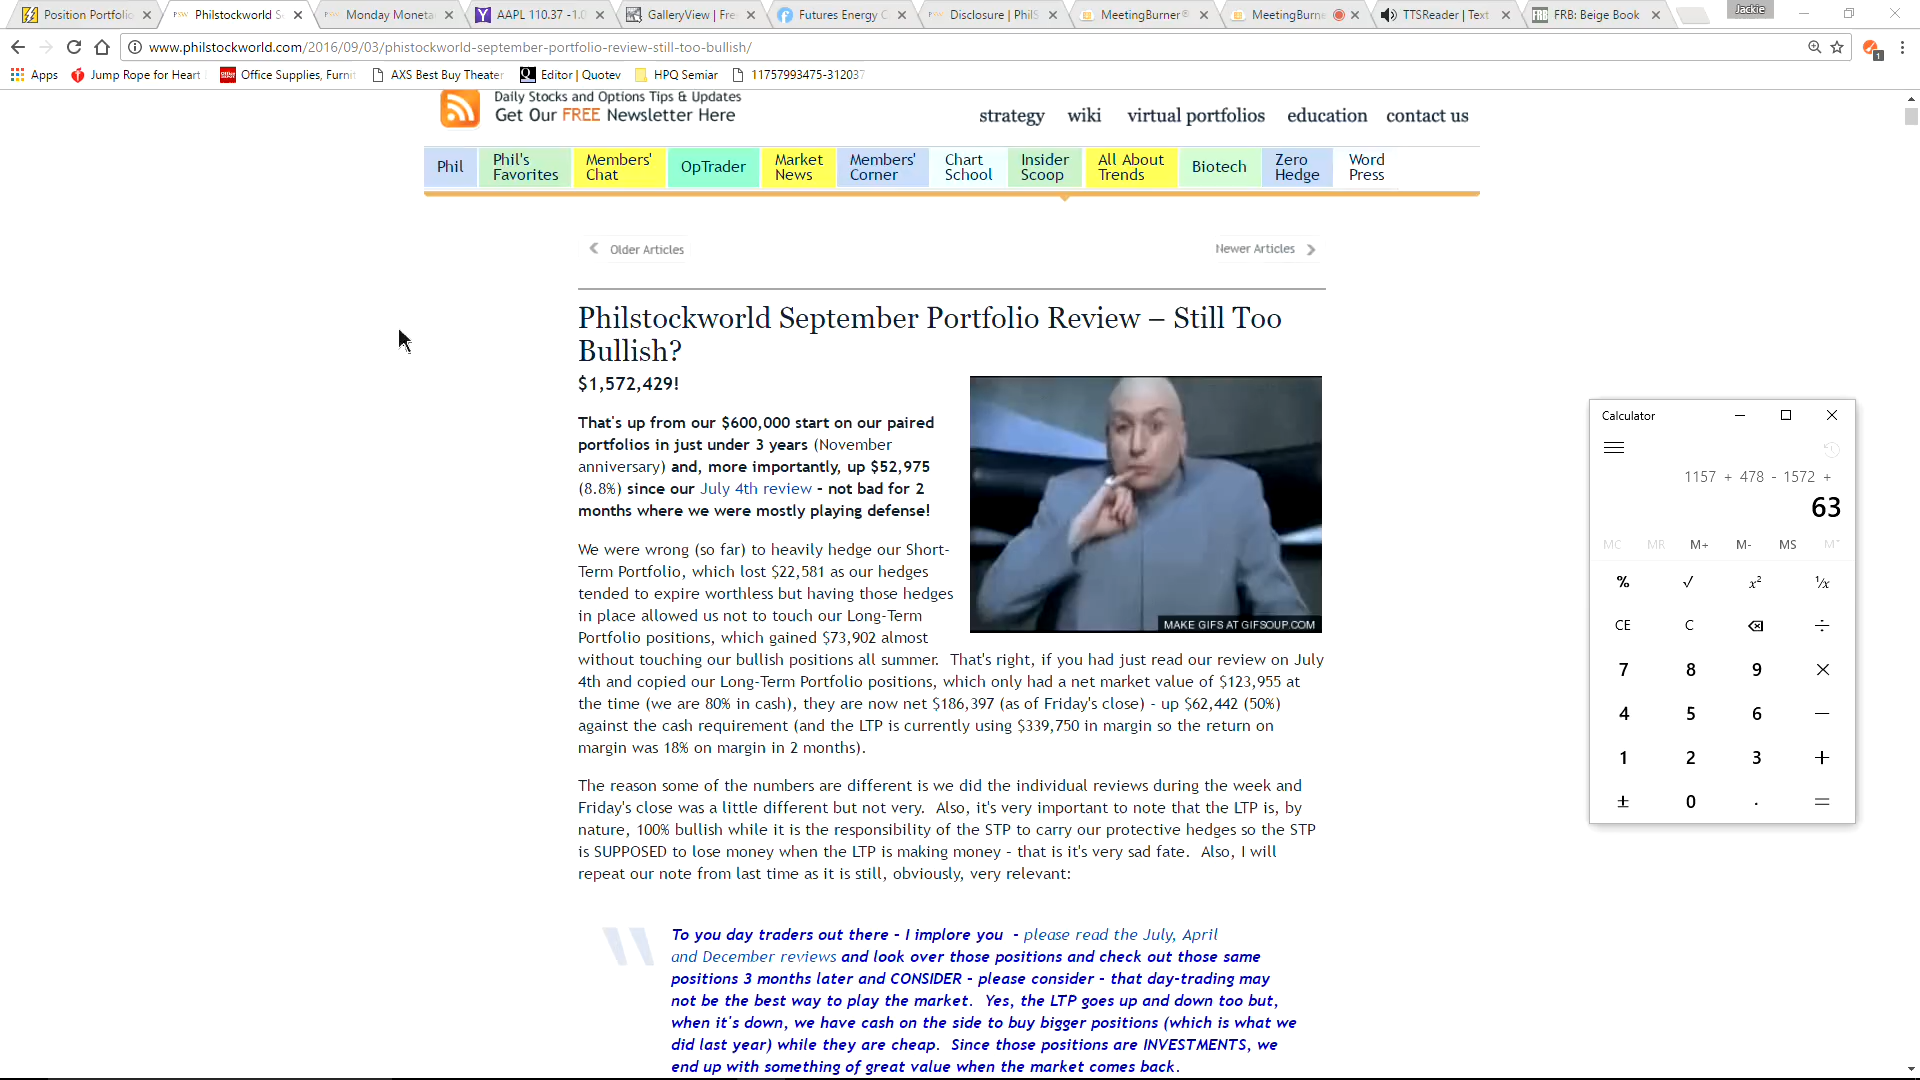 Position Portfolio
Philstockworld S
Monday Moneta
AAPL 110.37 -1.0
GalleryView | Fre
Futures Energy C
Disclosure | PhilS
MeetingBurner®
MeetingBurne
TTSReader | Text
FRB: Beige Book
Jackie
www.philstockworld.com/2016/09/03/phistockworld-september-portfolio-review-still-too-bullish/
1
Apps
Jump Rope for Heart
Office Supplies, Furni
AXS Best Buy Theater
Editor | Quotev
HPQ Semiar
11757993475-312037
Daily Stocks and Options Tips & Updates
Get Our FREE Newsletter Here
strategy wiki virtual portfolios education contact us
Phil
Phil's Favorites
Members' Chat
OpTrader
Market News
Members' Corner
Chart School
Insider Scoop
All About Trends
Biotech
Zero Hedge
Word Press
Older Articles
Newer Articles
Philstockworld September Portfolio Review – Still Too
Bullish?
$1,572,429!
That's up from our $600,000 start on our paired
portfolios in just under 3 years (November
anniversary) and, more importantly, up $52,975
(8.8%) since our July 4th review - not bad for 2
months where we were mostly playing defense!
We were wrong (so far) to heavily hedge our Short-
Term Portfolio, which lost $22,581 as our hedges
tended to expire worthless but having those hedges
in place allowed us not to touch our Long-Term
Portfolio positions, which gained $73,902 almost
without touching our bullish positions all summer. That's right, if you had just read our review on July
4th and copied our Long-Term Portfolio positions, which only had a net market value of $123,955 at
the time (we are 80% in cash), they are now net $186,397 (as of Friday's close) - up $62,442 (50%)
against the cash requirement (and the LTP is currently using $339,750 in margin so the return on
margin was 18% on margin in 2 months).
MAKE GIFS AT GIFSOUP.COM
The reason some of the numbers are different is we did the individual reviews during the week and
Friday's close was a little different but not very. Also, it's very important to note that the LTP is, by
nature, 100% bullish while it is the responsibility of the STP to carry our protective hedges so the STP
is SUPPOSED to lose money when the LTP is making money - that is it's very sad fate. Also, I will
repeat our note from last time as it is still, obviously, very relevant:
To you day traders out there - I implore you - please read the July, April
and December reviews and look over those positions and check out those same
positions 3 months later and CONSIDER - please consider - that day-trading may
not be the best way to play the market. Yes, the LTP goes up and down too but,
when it's down, we have cash on the side to buy bigger positions (which is what we
did last year) while they are cheap. Since those positions are INVESTMENTS, we
end up with something of great value when the market comes back.
Calculator
1157 + 478 - 1572 +
63
MC MR M+ M- MS M˅
% √ x² ¹/x
CE C ⌫ ÷
7 8 9 ×
4 5 6 −
1 2 3 +
± 0 . =